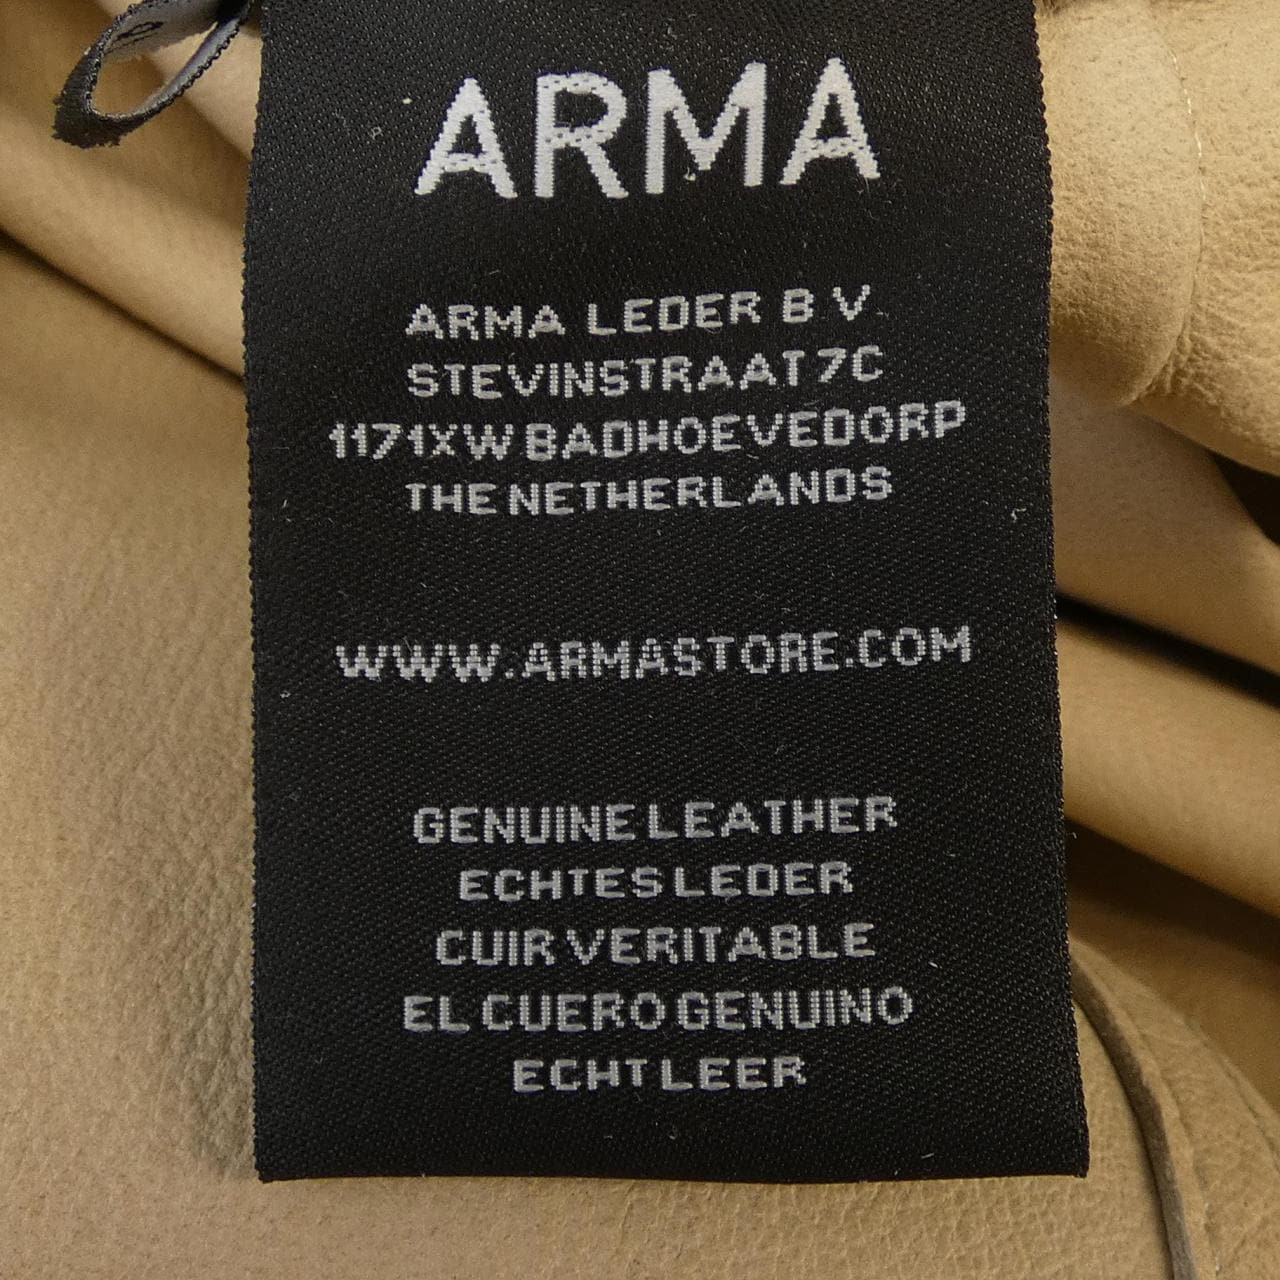 ARMA
ARMA LEDER B V
STEVINSTRAAT 7C
1171XW BADHOEVEDORP
THE NETHERLANDS
WWW.ARMASTORE.COM
GENUINE LEATHER
ECHTES LEDER
CUIR VERITABLE
EL CUERO GENUINO
ECHT LEER